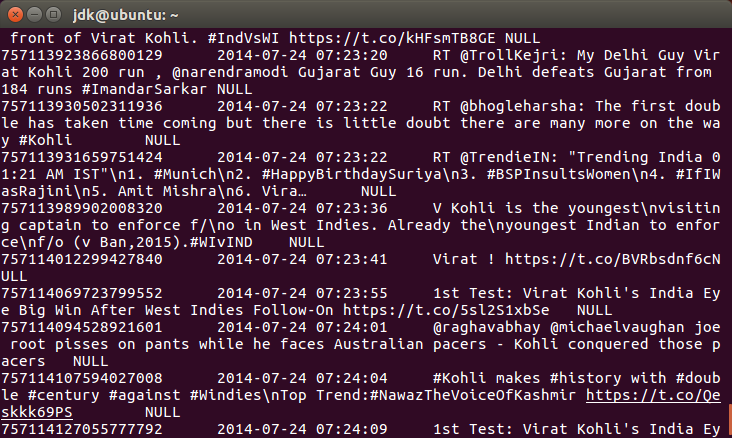 jdk@ubuntu: ~
 front of Virat Kohli. #IndVsWI https://t.co/kHFsmTB8GE NULL
757113923866800129      2014-07-24 07:23:20     RT @TrollKejri: My Delhi Guy Vir
at Kohli 200 run , @narendramodi Gujarat Guy 16 run. Delhi defeats Gujarat from
184 runs #ImandarSarkar NULL
757113930502311936      2014-07-24 07:23:22     RT @bhogleharsha: The first doub
le has taken time coming but there is little doubt there are many more on the wa
y #Kohli        NULL
757113931659751424      2014-07-24 07:23:22     RT @TrendieIN: "Trending India 0
1:21 AM IST"\n1. #Munich\n2. #HappyBirthdaySuriya\n3. #BSPInsultsWomen\n4. #IfIW
asRajini\n5. Amit Mishra\n6. Vira…      NULL
757113989902008320      2014-07-24 07:23:36     V Kohli is the youngest\nvisitin
g captain to enforce f/\no in West Indies. Already the\nyoungest Indian to enfor
ce\nf/o (v Ban,2015).#WIvIND    NULL
757114012299427840      2014-07-24 07:23:41     Virat ! https://t.co/BVRbsdnf6cN
ULL
757114069723799552      2014-07-24 07:23:55     1st Test: Virat Kohli's India Ey
e Big Win After West Indies Follow-On https://t.co/5sl2S1xbSe   NULL
757114094528921601      2014-07-24 07:24:01     @raghavabhay @michaelvaughan joe
 root pisses on pants while he faces Australian pacers - Kohli conquered those p
acers   NULL
757114107594027008      2014-07-24 07:24:04     #Kohli makes #history with #doub
le #century #against #Windies\nTop Trend:#NawazTheVoiceOfKashmir https://t.co/Qe
skkk69PS        NULL
757114127055777792      2014-07-24 07:24:09     1st Test: Virat Kohli's India Ey